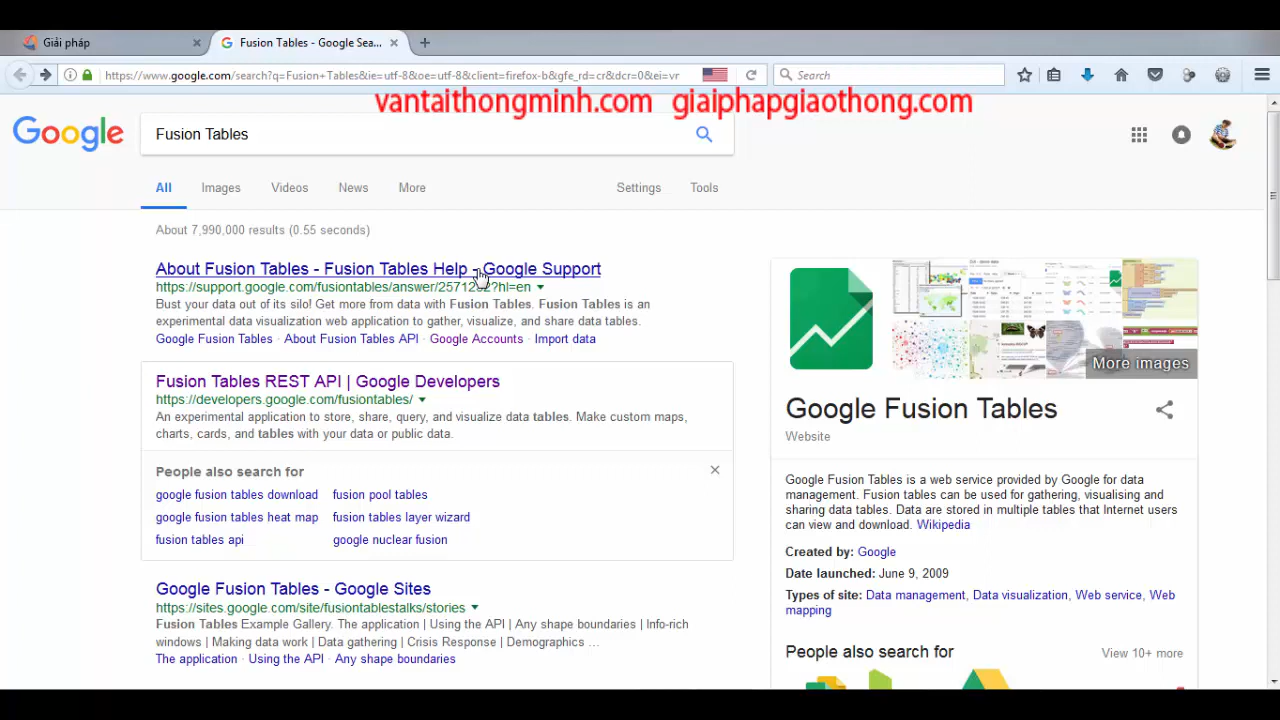 Giải pháp
Fusion Tables - Google Sea...
https://www.google.com/search?q=Fusion+Tables&ie=utf-8&oe=utf-8&client=firefox-b&gfe_rd=cr&dcr=0&ei=vr
Search
vantaithongminh.com giaiphapgiaothong.com
Google
Fusion Tables
All Images Videos News More Settings Tools
About 7,990,000 results (0.55 seconds)
About Fusion Tables - Fusion Tables Help - Google Support
https://support.google.com/fusiontables/answer/2571232?hl=en
Bust your data out of its silo! Get more from data with Fusion Tables. Fusion Tables is an
experimental data visualization web application to gather, visualize, and share data tables.
Google Fusion Tables · About Fusion Tables API · Google Accounts · Import data
Fusion Tables REST API | Google Developers
https://developers.google.com/fusiontables/
An experimental application to store, share, query, and visualize data tables. Make custom maps,
charts, cards, and tables with your data or public data.
People also search for
google fusion tables download fusion pool tables
google fusion tables heat map fusion tables layer wizard
fusion tables api google nuclear fusion
Google Fusion Tables - Google Sites
https://sites.google.com/site/fusiontablestalks/stories
Fusion Tables Example Gallery. The application | Using the API | Any shape boundaries | Info-rich
windows | Making data work | Data gathering | Crisis Response | Demographics ...
The application · Using the API · Any shape boundaries
More images
Google Fusion Tables
Website
Google Fusion Tables is a web service provided by Google for data
management. Fusion tables can be used for gathering, visualising and
sharing data tables. Data are stored in multiple tables that Internet users
can view and download. Wikipedia
Created by: Google
Date launched: June 9, 2009
Types of site: Data management, Data visualization, Web service, Web
mapping
People also search for View 10+ more